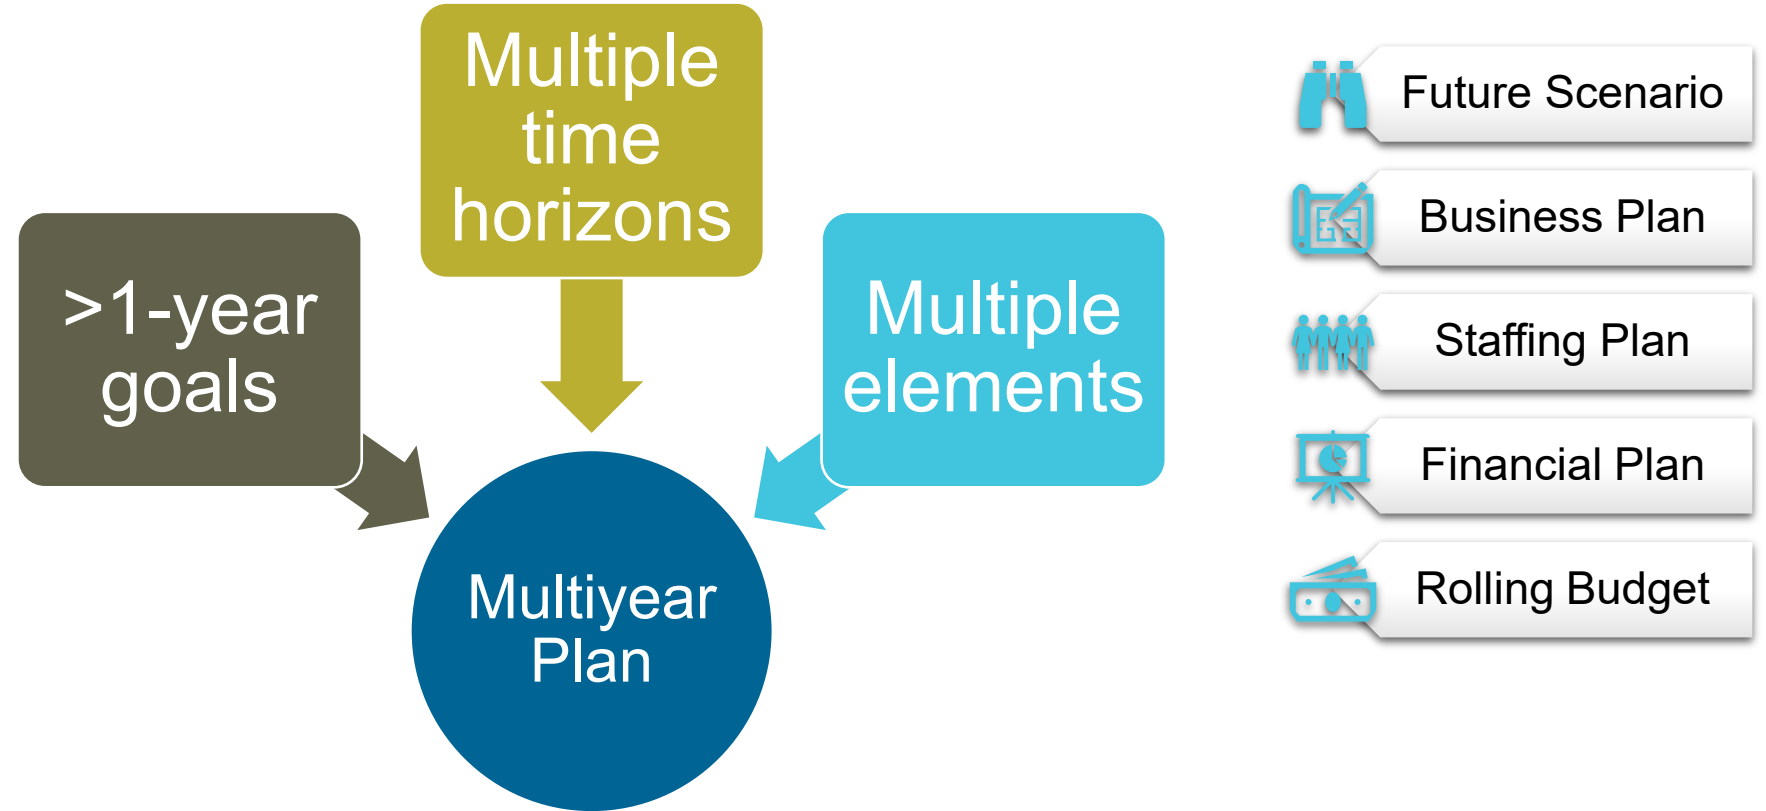 Multiple
time
horizons
>1-year
goals
Multiple
elements
Multiyear
Plan
Future Scenario
Business Plan
Staffing Plan
Financial Plan
Rolling Budget